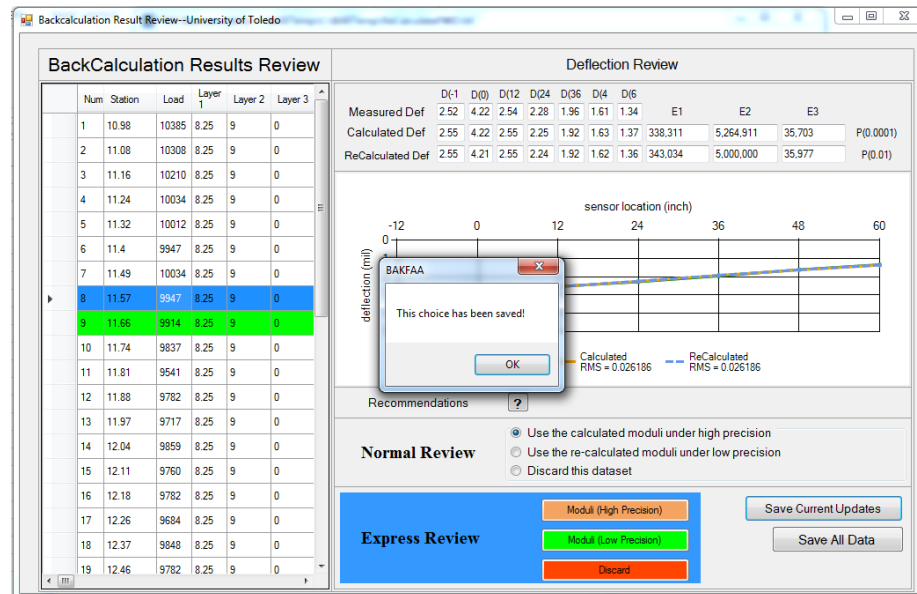 Backcalculation Result Review--University of Toledo
BackCalculation Results Review
Num Station Load Layer 1 Layer 2 Layer 3
1 10.98 10385 8.25 9 0
2 11.08 10308 8.25 9 0
3 11.16 10210 8.25 9 0
4 11.24 10034 8.25 9 0
5 11.32 10012 8.25 9 0
6 11.4 9947 8.25 9 0
7 11.49 10034 8.25 9 0
8 11.57 9947 8.25 9 0
9 11.66 9914 8.25 9 0
10 11.74 9837 8.25 9 0
11 11.81 9541 8.25 9 0
12 11.88 9782 8.25 9 0
13 11.97 9717 8.25 9 0
14 12.04 9859 8.25 9 0
15 12.11 9760 8.25 9 0
16 12.18 9782 8.25 9 0
17 12.26 9684 8.25 9 0
18 12.37 9848 8.25 9 0
19 12.46 9782 8.25 9 0
Deflection Review
D(-1 D(0) D(12 D(24 D(36 D(4 D(6
Measured Def 2.52 4.22 2.54 2.28 1.96 1.61 1.34 E1 E2 E3
Calculated Def 2.55 4.22 2.55 2.25 1.92 1.63 1.37 338,311 5,264,911 35,703 P(0.0001)
ReCalculated Def 2.55 4.21 2.55 2.24 1.92 1.62 1.36 343,034 5,000,000 35,977 P(0.01)
sensor location (inch)
-12 0 12 24 36 48 60
0
deflection (mil)
BAKFAA
This choice has been saved!
OK
Calculated
RMS = 0.026186
ReCalculated
RMS = 0.026186
Recommendations ?
Normal Review
Use the calculated moduli under high precision
Use the re-calculated moduli under low precision
Discard this dataset
Express Review
Moduli (High Precision)
Moduli (Low Precision)
Discard
Save Current Updates
Save All Data